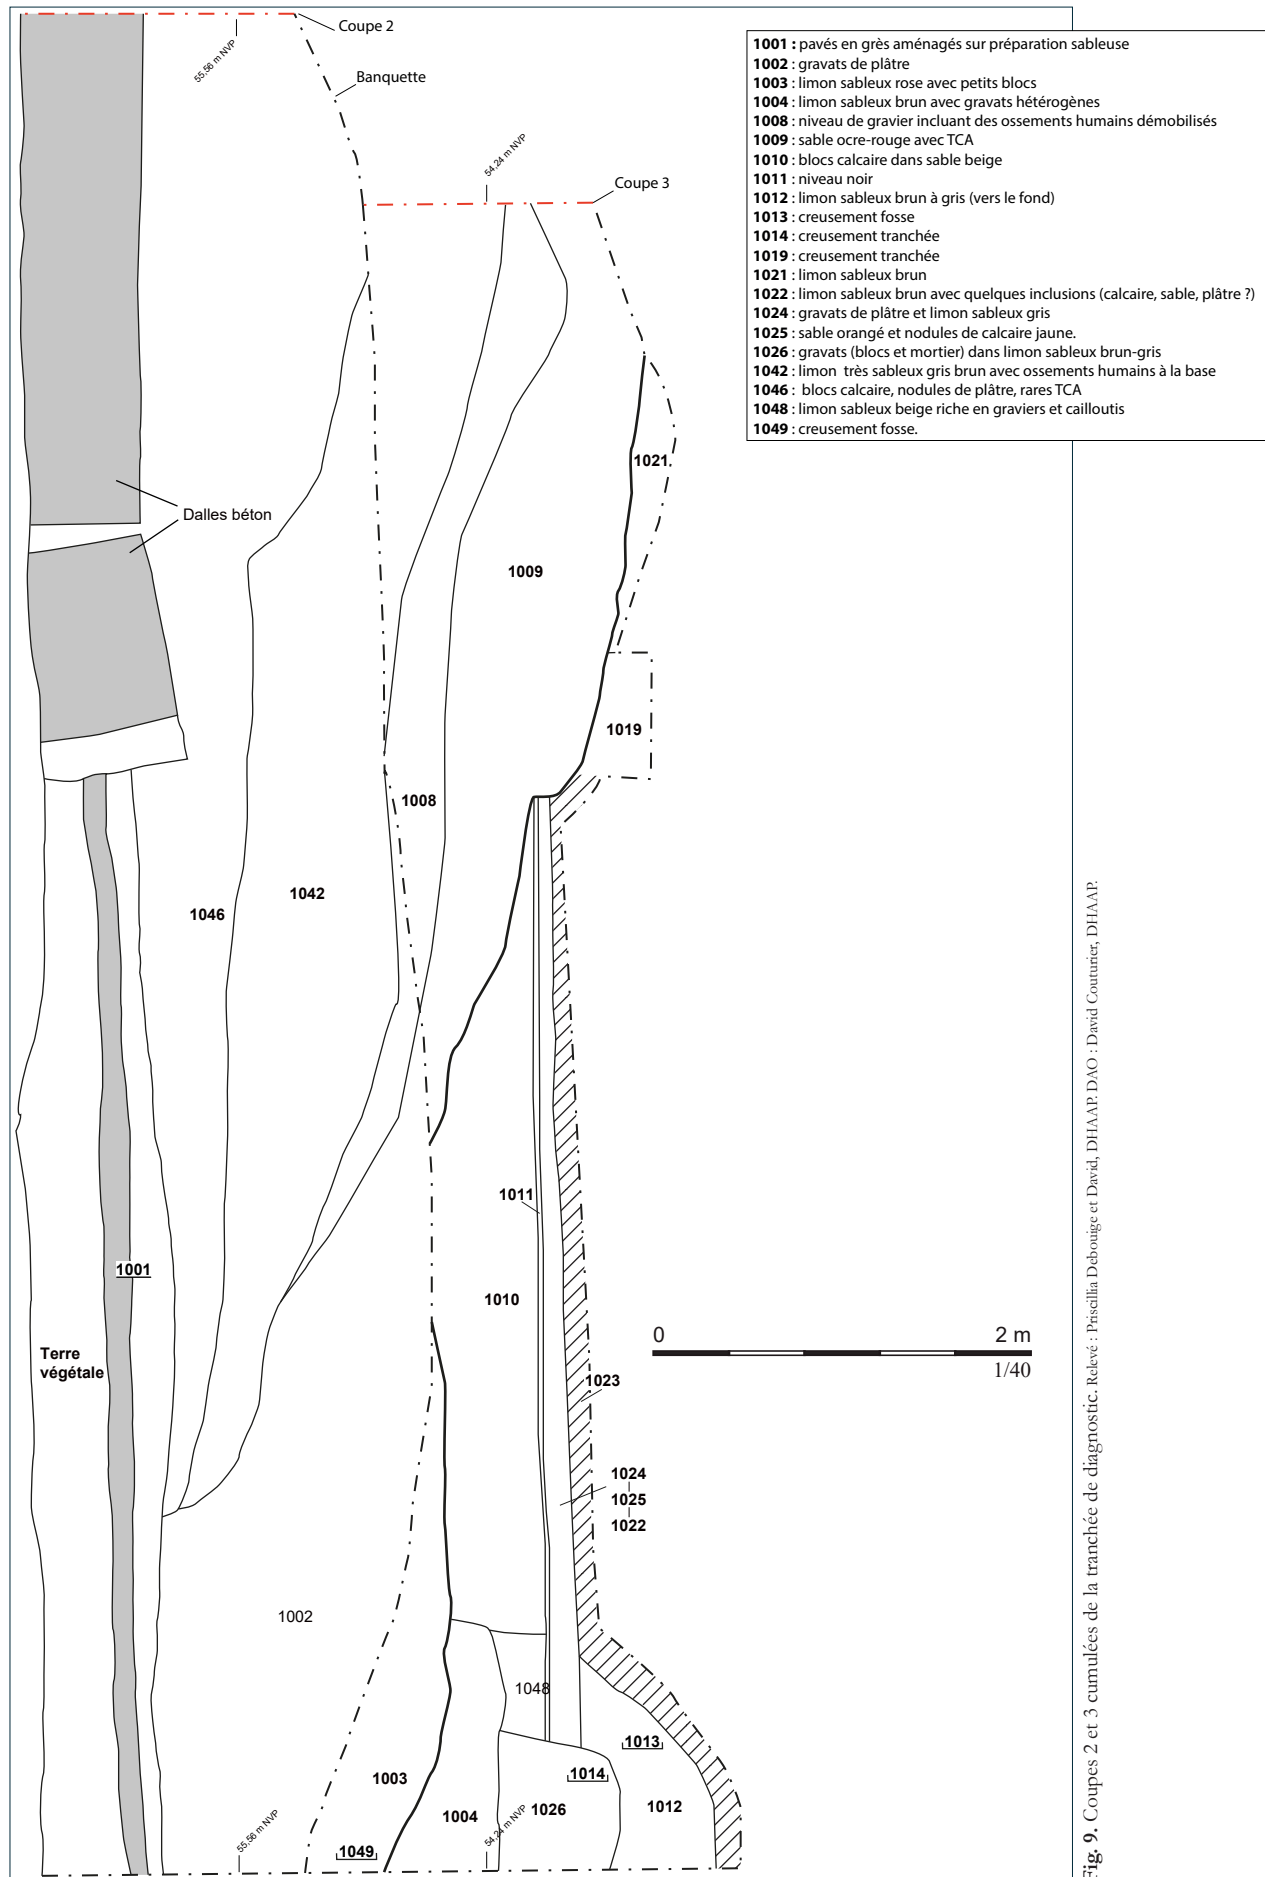 Coupe 2
55,56 m NVP
Banquette
54,24 m NVP
Coupe 3
1001 : pavés en grès aménagés sur préparation sableuse
1002 : gravats de plâtre
1003 : limon sableux rose avec petits blocs
1004 : limon sableux brun avec gravats hétérogènes
1008 : niveau de gravier incluant des ossements humains démobilisés
1009 : sable ocre-rouge avec TCA
1010 : blocs calcaire dans sable beige
1011 : niveau noir
1012 : limon sableux brun à gris (vers le fond)
1013 : creusement fosse
1014 : creusement tranchée
1019 : creusement tranchée
1021 : limon sableux brun
1022 : limon sableux brun avec quelques inclusions (calcaire, sable, plâtre ?)
1024 : gravats de plâtre et limon sableux gris
1025 : sable orangé et nodules de calcaire jaune.
1026 : gravats (blocs et mortier) dans limon sableux brun-gris
1042 : limon très sableux gris brun avec ossements humains à la base
1046 : blocs calcaire, nodules de plâtre, rares TCA
1048 : limon sableux beige riche en graviers et cailloutis
1049 : creusement fosse.
1021
Dalles béton
1009
1019
1008
1042
1046
1011
1001
1010
Terre
végétale
0 2 m
1/40
1023
1024
1025
1022
1002
1048
1013
1014
1003
1004
1026
1012
1049
55,56 m NVP
54,24 m NVP
Fig. 9. Coupes 2 et 3 cumulées de la tranchée de diagnostic. Relevé : Priscillia Debouige et David, DHAAP. DAO : David Couturier, DHAAP.